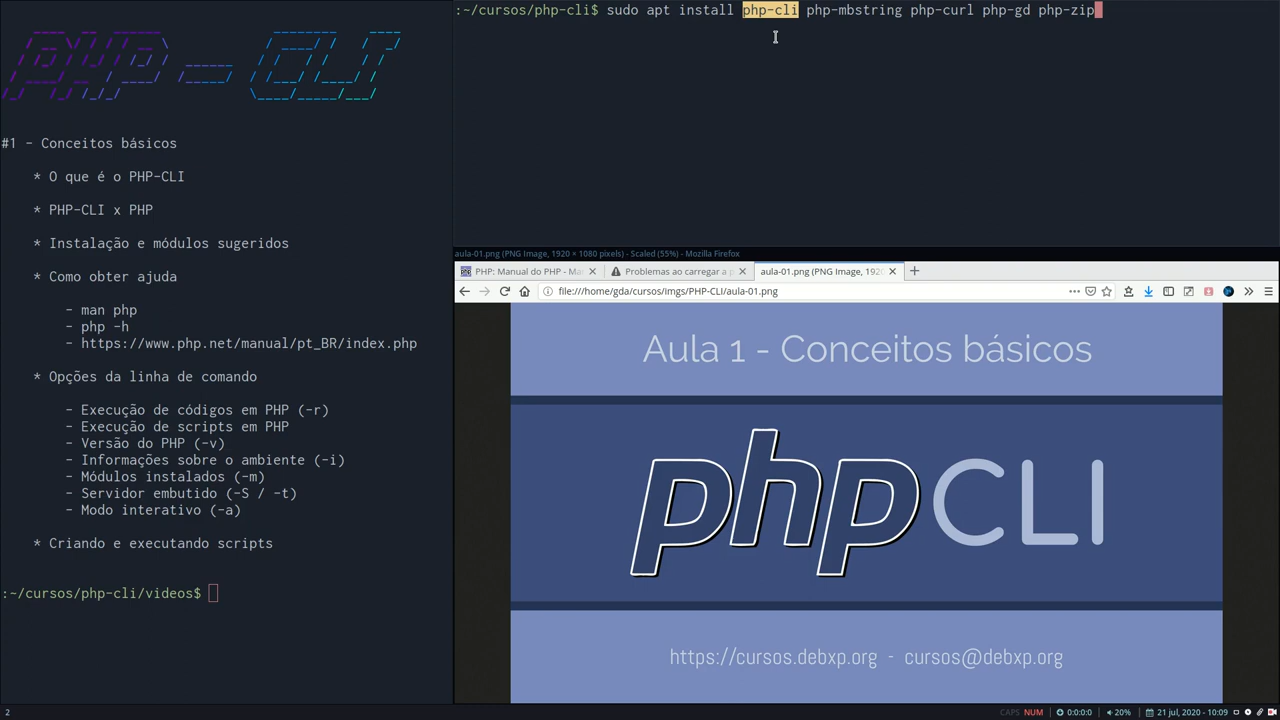 #1 - Conceitos básicos
* O que é o PHP-CLI
* PHP-CLI x PHP
* Instalação e módulos sugeridos
* Como obter ajuda
- man php
- php -h
- https://www.php.net/manual/pt_BR/index.php
* Opções da linha de comando
- Execução de códigos em PHP (-r)
- Execução de scripts em PHP
- Versão do PHP (-v)
- Informações sobre o ambiente (-i)
- Módulos instalados (-m)
- Servidor embutido (-S / -t)
- Modo interativo (-a)
* Criando e executando scripts
:~/cursos/php-cli/videos$
:~/cursos/php-cli$ sudo apt install php-cli php-mbstring php-curl php-gd php-zip
aula-01.png (PNG Image, 1920 × 1080 pixels) - Scaled (55%) - Mozilla Firefox
PHP: Manual do PHP - Ma
Problemas ao carregar a p
aula-01.png (PNG Image, 192
file:///home/gda/cursos/imgs/PHP-CLI/aula-01.png
Aula 1 - Conceitos básicos
php CLI
https://cursos.debxp.org - cursos@debxp.org
2
CAPS NUM 0:0:0:0 20% 21 jul, 2020 - 10:09